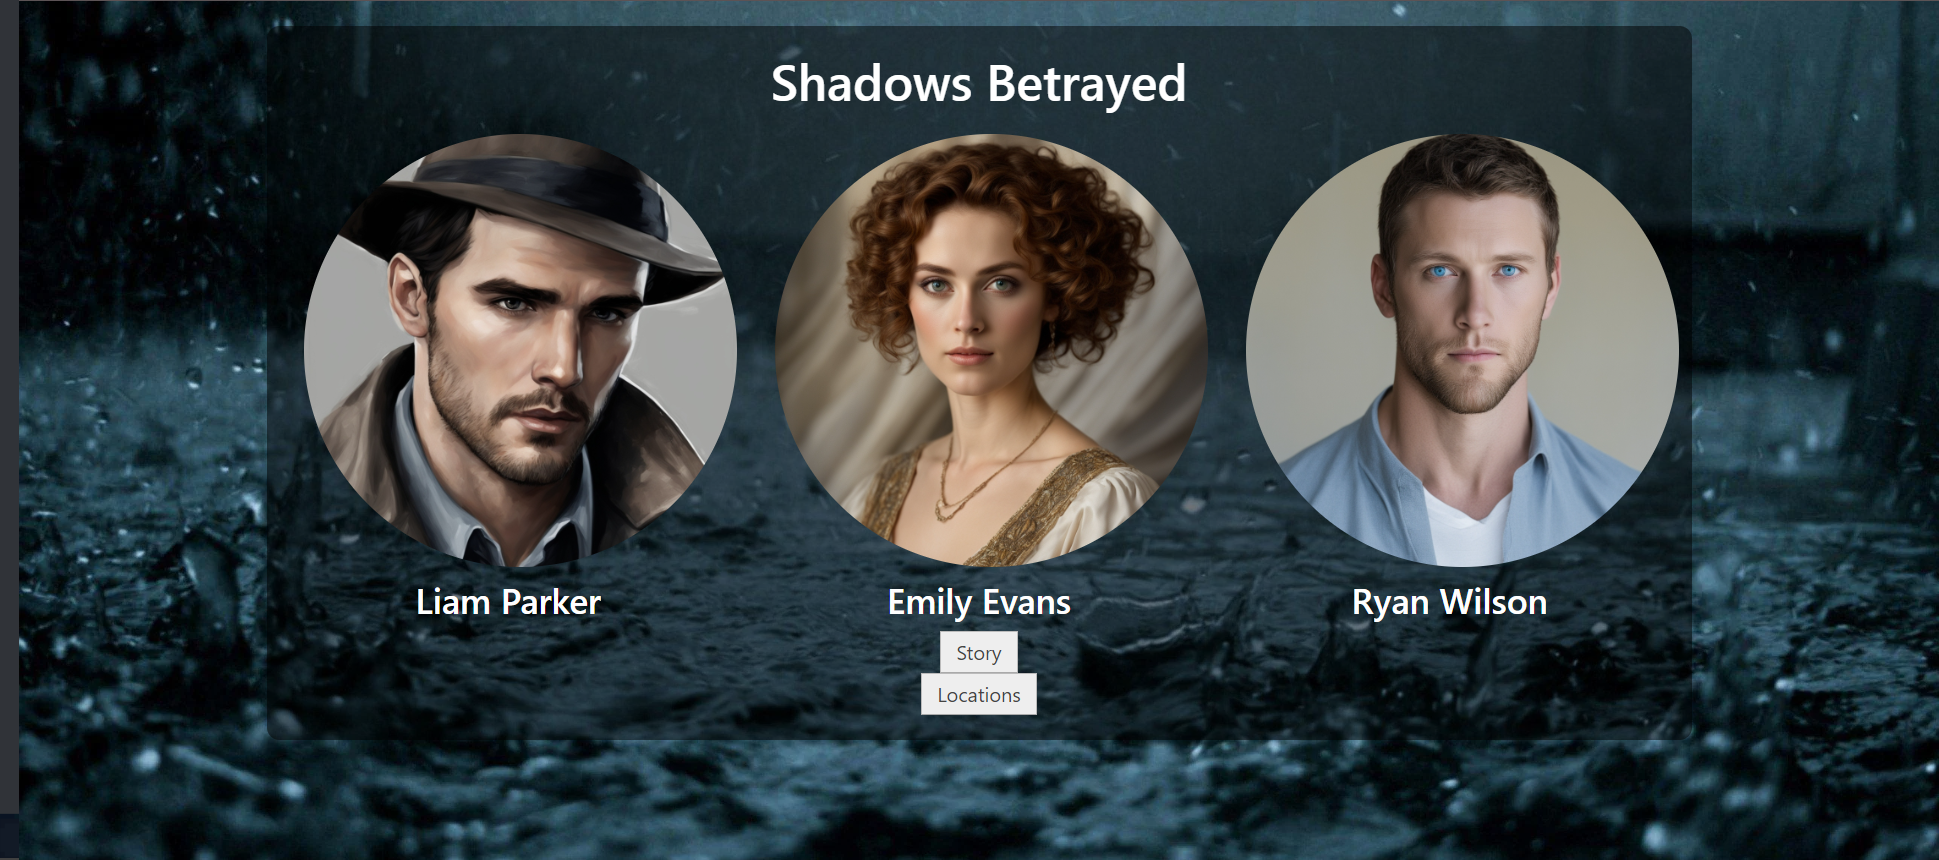 Shadows Betrayed
Liam Parker
Emily Evans
Ryan Wilson
Story
Locations